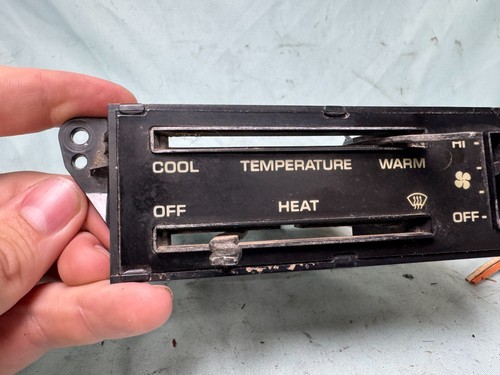 COOL TEMPERATURE WARM HI
OFF HEAT
OFF